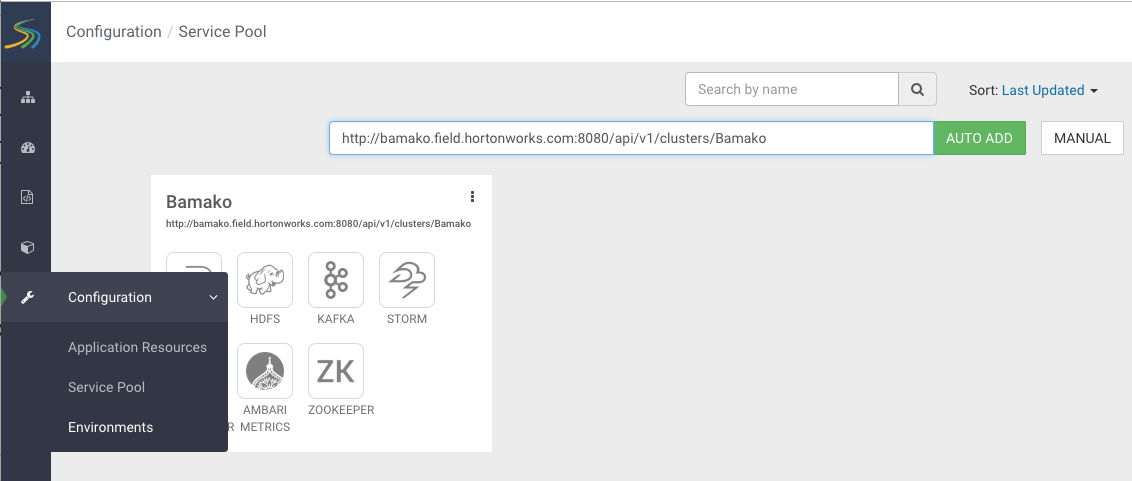 Configuration / Service Pool
Search by name
Sort: Last Updated
http://bamako.field.hortonworks.com:8080/api/v1/clusters/Bamako
AUTO ADD
MANUAL
Bamako
http://bamako.field.hortonworks.com:8080/api/v1/clusters/Bamako
HDFS
KAFKA
STORM
Configuration
Application Resources
Service Pool
Environments
ZK
AMBARI
METRICS
ZOOKEEPER